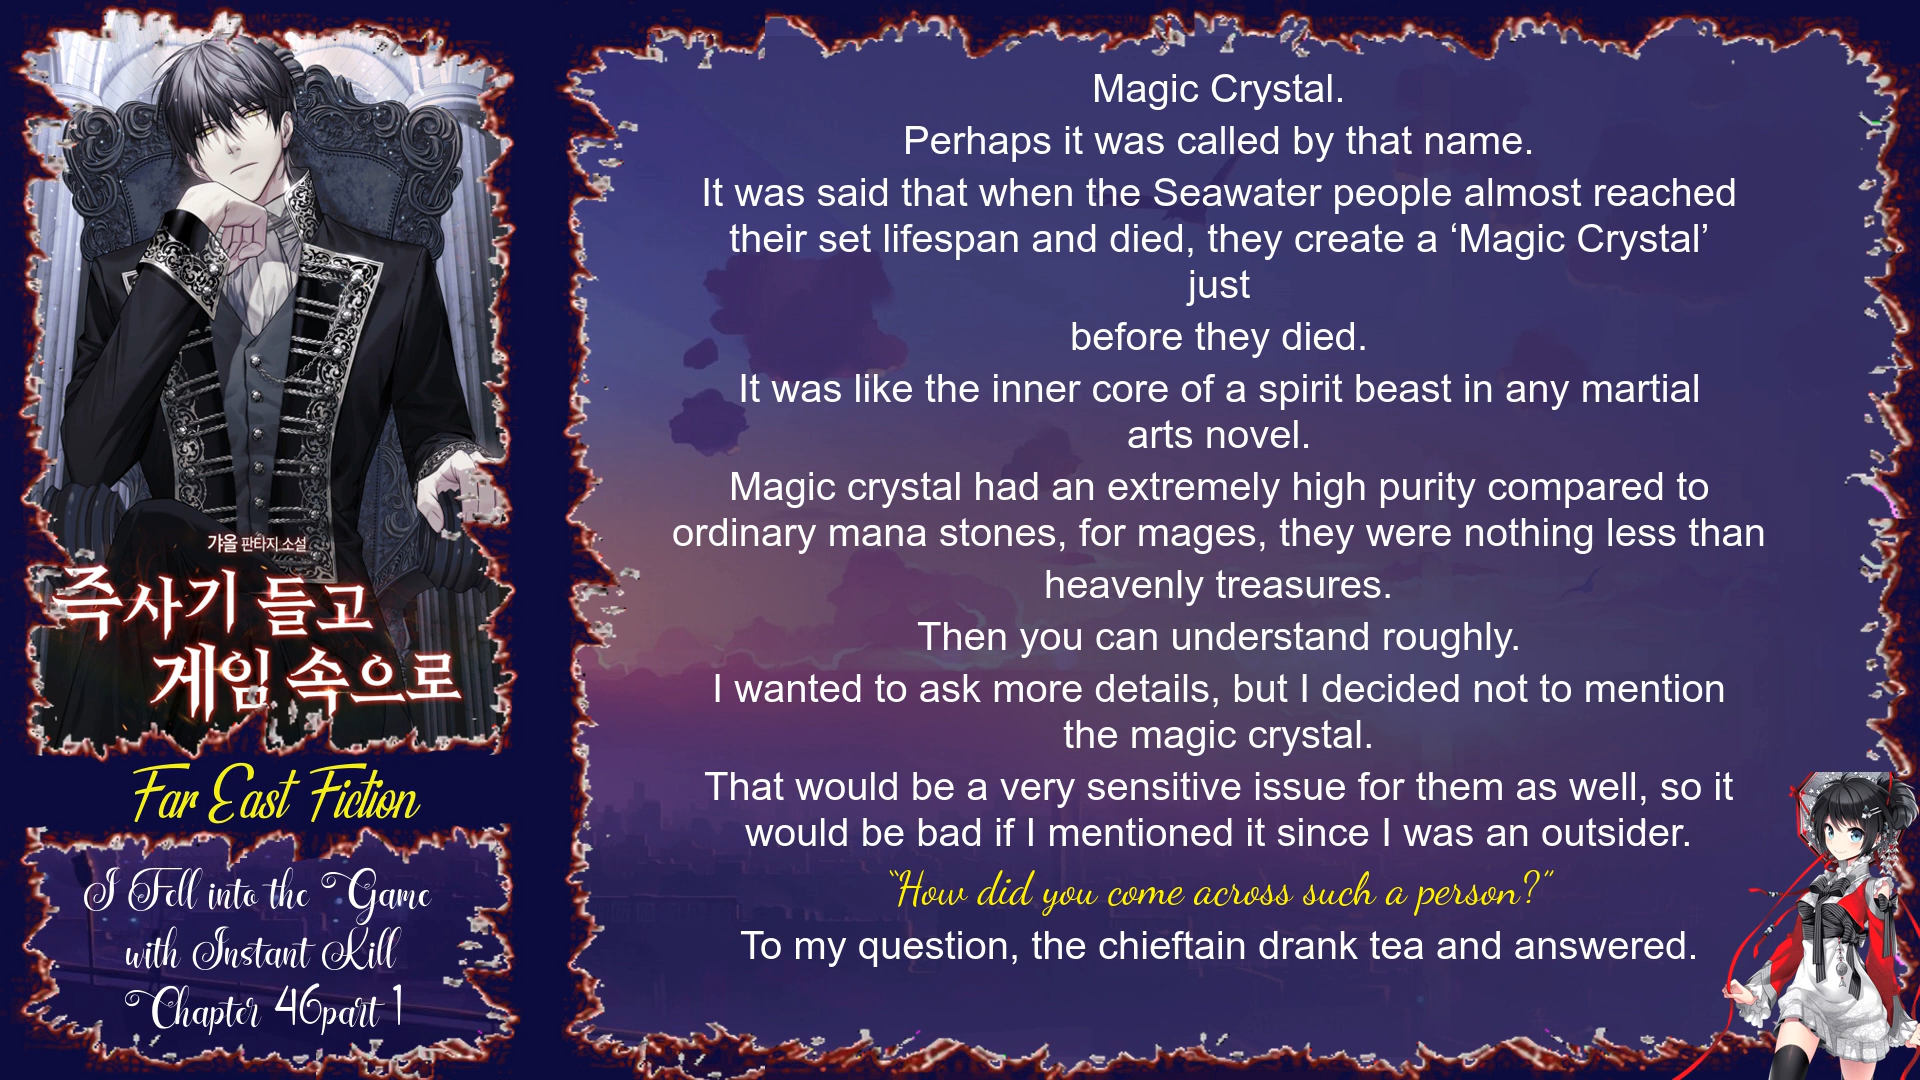 갸올 판타지 소설
즉사기 들고
게임 속으로
Far East Fiction
I Fell into the Game
with Instant Kill
Chapter 46part 1
Magic Crystal.
Perhaps it was called by that name.
It was said that when the Seawater people almost reached
their set lifespan and died, they create a ‘Magic Crystal’
just
before they died.
It was like the inner core of a spirit beast in any martial
arts novel.
Magic crystal had an extremely high purity compared to
ordinary mana stones, for mages, they were nothing less than
heavenly treasures.
Then you can understand roughly.
I wanted to ask more details, but I decided not to mention
the magic crystal.
That would be a very sensitive issue for them as well, so it
would be bad if I mentioned it since I was an outsider.
“How did you come across such a person?”
To my question, the chieftain drank tea and answered.